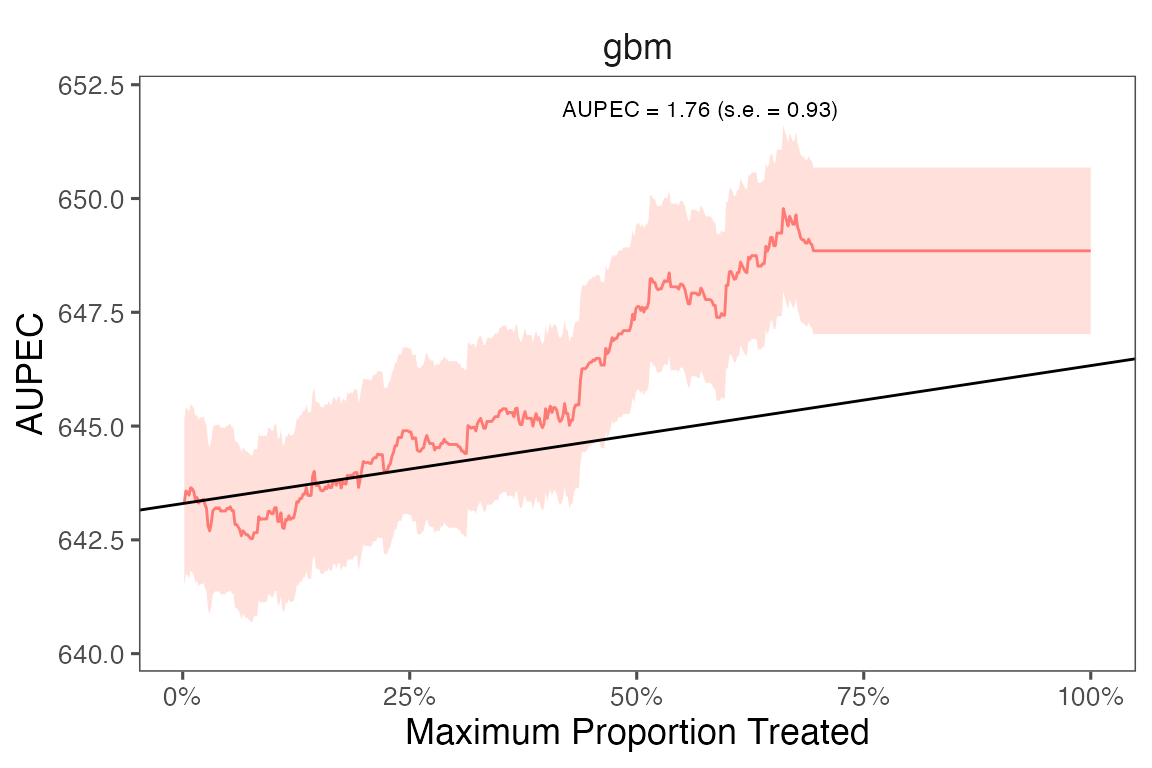 gbm
AUPEC = 1.76 (s.e. = 0.93)
AUPEC
652.5
650.0
647.5
645.0
642.5
640.0
0% 25% 50% 75% 100%
Maximum Proportion Treated